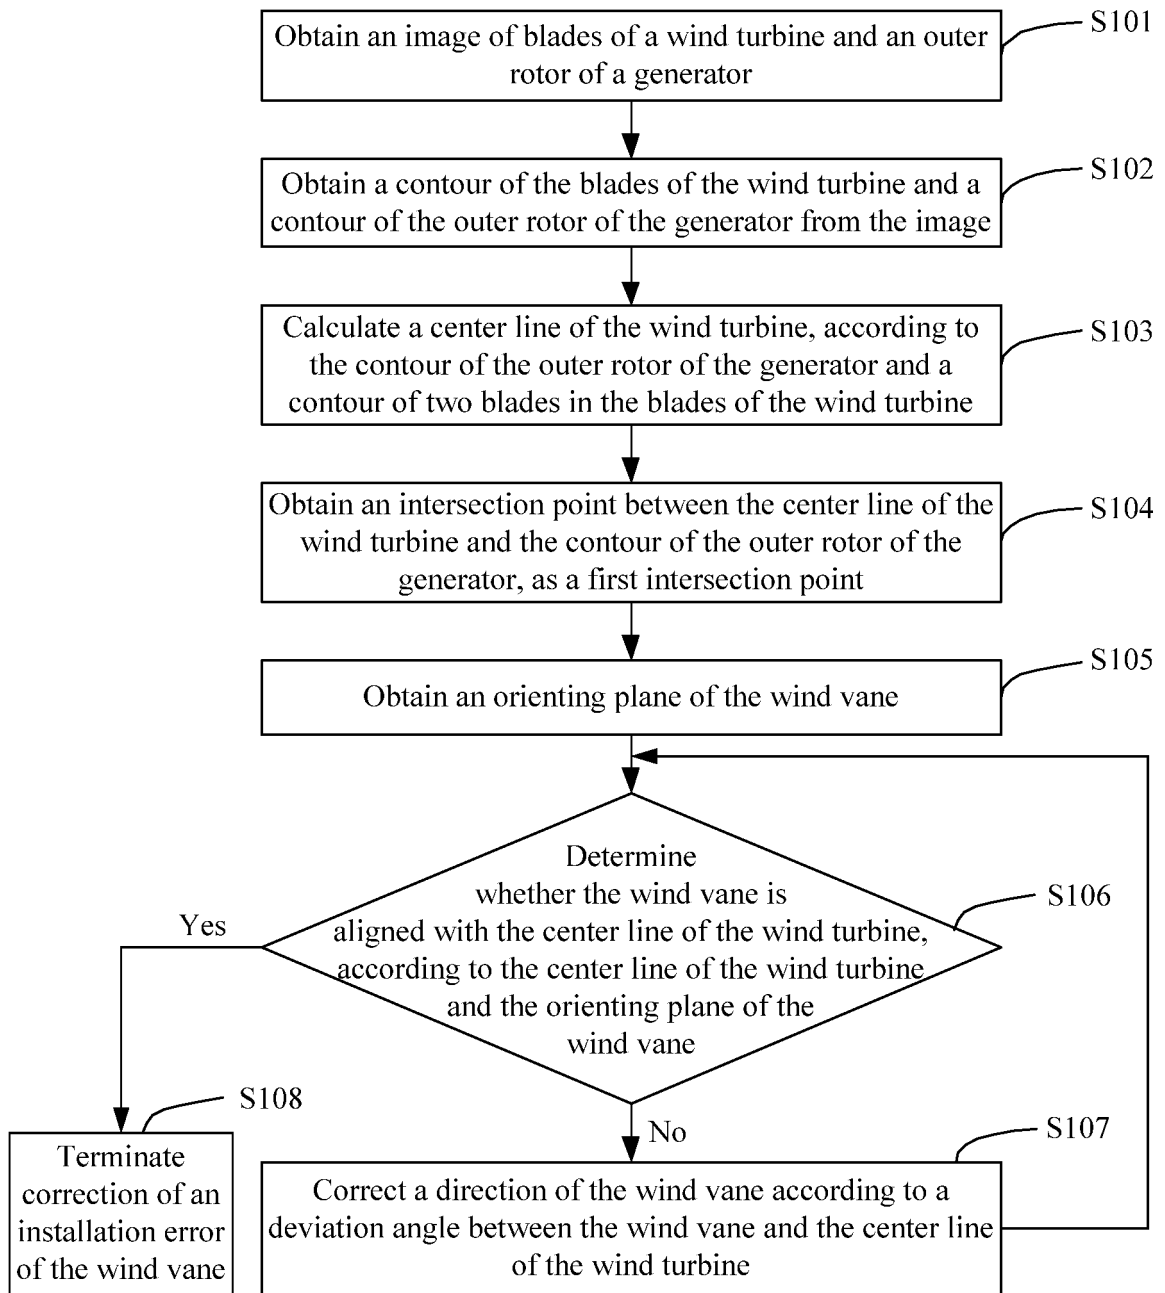 Obtain an image of blades of a wind turbine and an outer
rotor of a generator
S101
Obtain a contour of the blades of the wind turbine and a
contour of the outer rotor of the generator from the image
S102
Calculate a center line of the wind turbine, according to
the contour of the outer rotor of the generator and a
contour of two blades in the blades of the wind turbine
S103
Obtain an intersection point between the center line of the
wind turbine and the contour of the outer rotor of the
generator, as a first intersection point
S104
Obtain an orienting plane of the wind vane
S105
Determine
whether the wind vane is
aligned with the center line of the wind turbine,
according to the center line of the wind turbine
and the orienting plane of the
wind vane
S106
Yes
No
S108
Terminate
correction of an
installation error
of the wind vane
S107
Correct a direction of the wind vane according to a
deviation angle between the wind vane and the center line
of the wind turbine